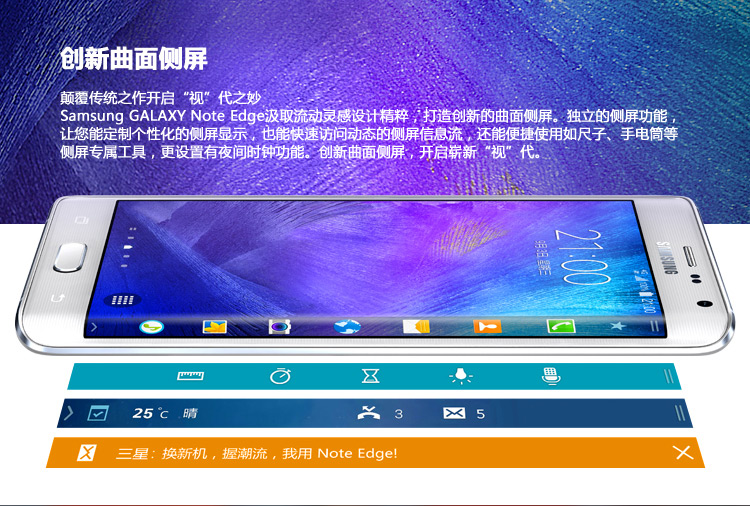 创新曲面侧屏
颠覆传统之作开启“视”代之妙
Samsung GALAXY Note Edge汲取流动灵感设计精粹，打造创新的曲面侧屏。独立的侧屏功能，
让您能定制个性化的侧屏显示，也能快速访问动态的侧屏信息流，还能便捷使用如尺子、手电筒等
侧屏专属工具，更设置有夜间时钟功能。创新曲面侧屏，开启崭新“视”代。
21:00
SAMSUNG
25℃ 晴 3 5
三星: 换新机，握潮流，我用 Note Edge!